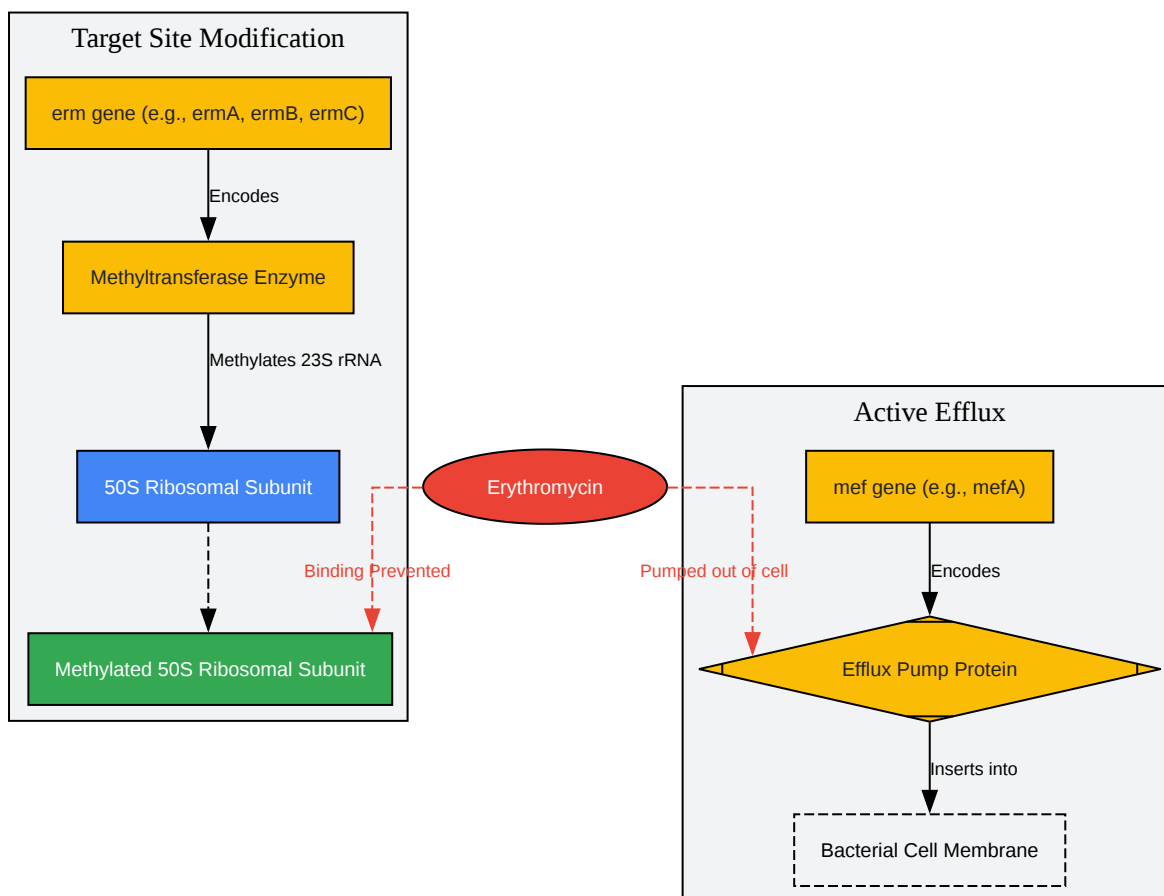 Target Site Modification
erm gene (e.g., ermA, ermB, ermC)
Encodes
Methyltransferase Enzyme
Methylates 23S rRNA
50S Ribosomal Subunit
Methylated 50S Ribosomal Subunit
Erythromycin
Binding Prevented
Pumped out of cell
Active Efflux
mef gene (e.g., mefA)
Encodes
Efflux Pump Protein
Inserts into
Bacterial Cell Membrane